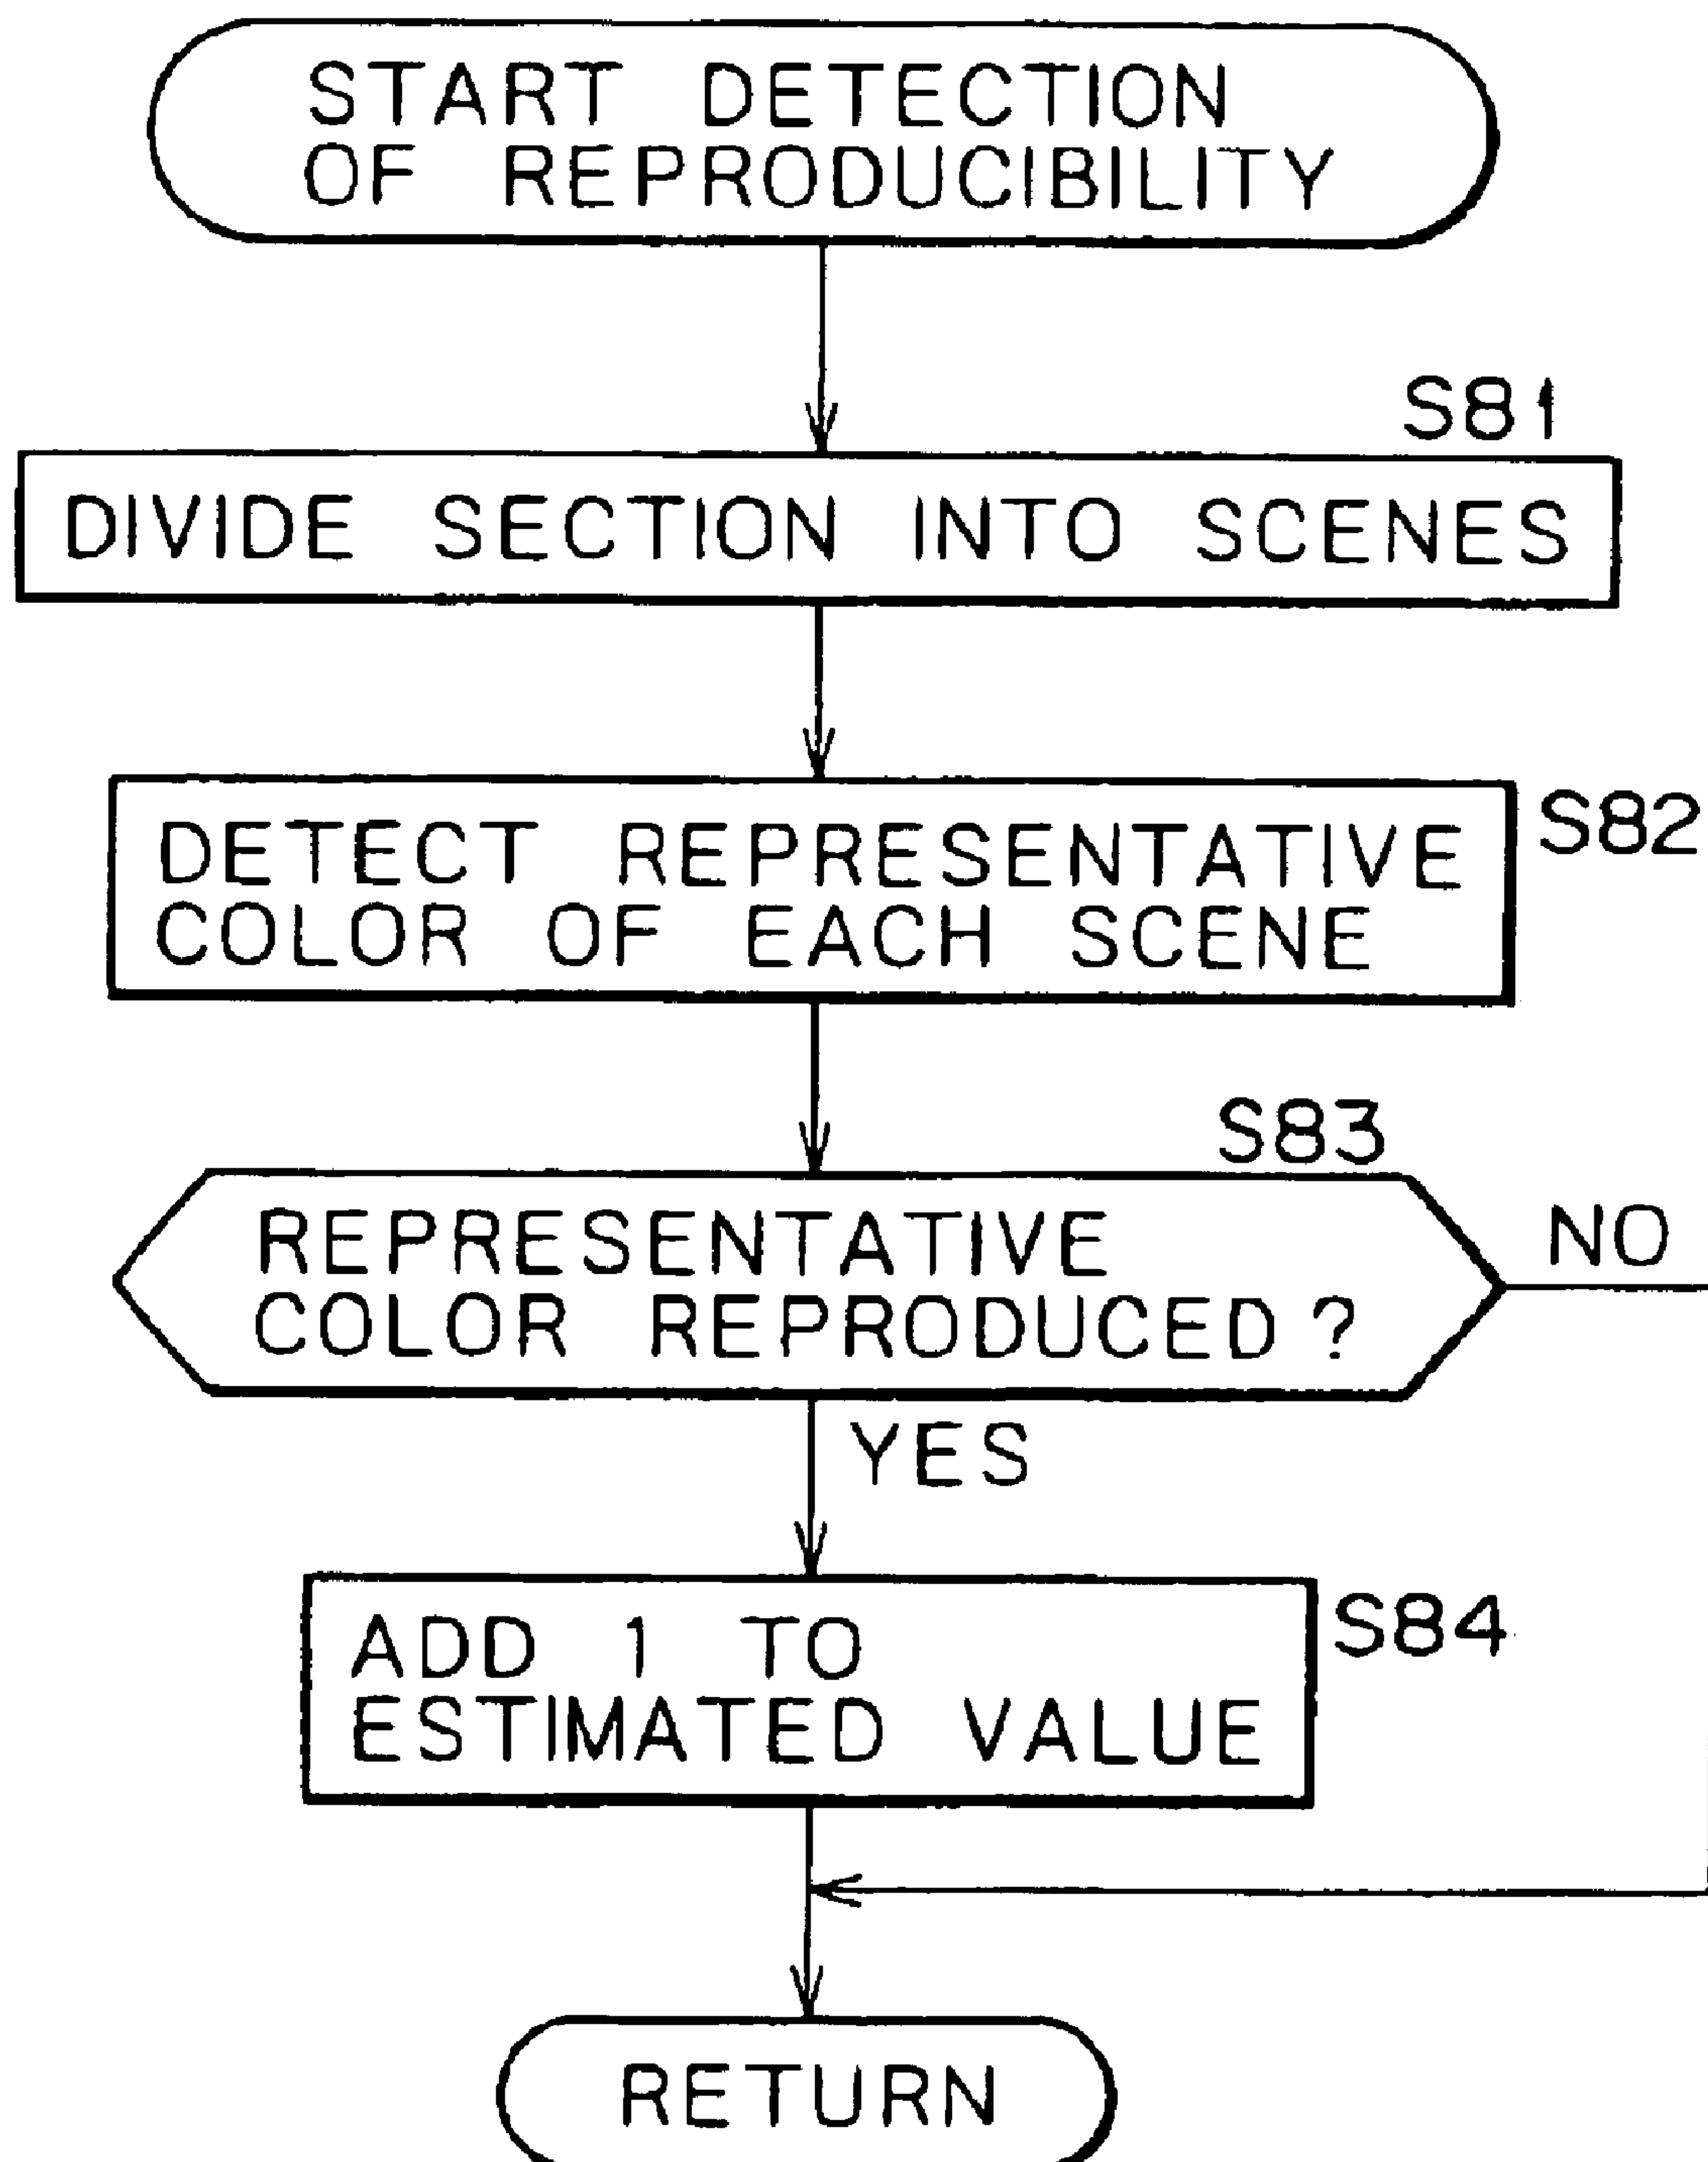 START DETECTION
OF REPRODUCIBILITY
S81
DIVIDE SECTION INTO SCENES
S82
DETECT REPRESENTATIVE
COLOR OF EACH SCENE
S83
REPRESENTATIVE
COLOR REPRODUCED ?
NO
YES
S84
ADD 1 TO
ESTIMATED VALUE
RETURN